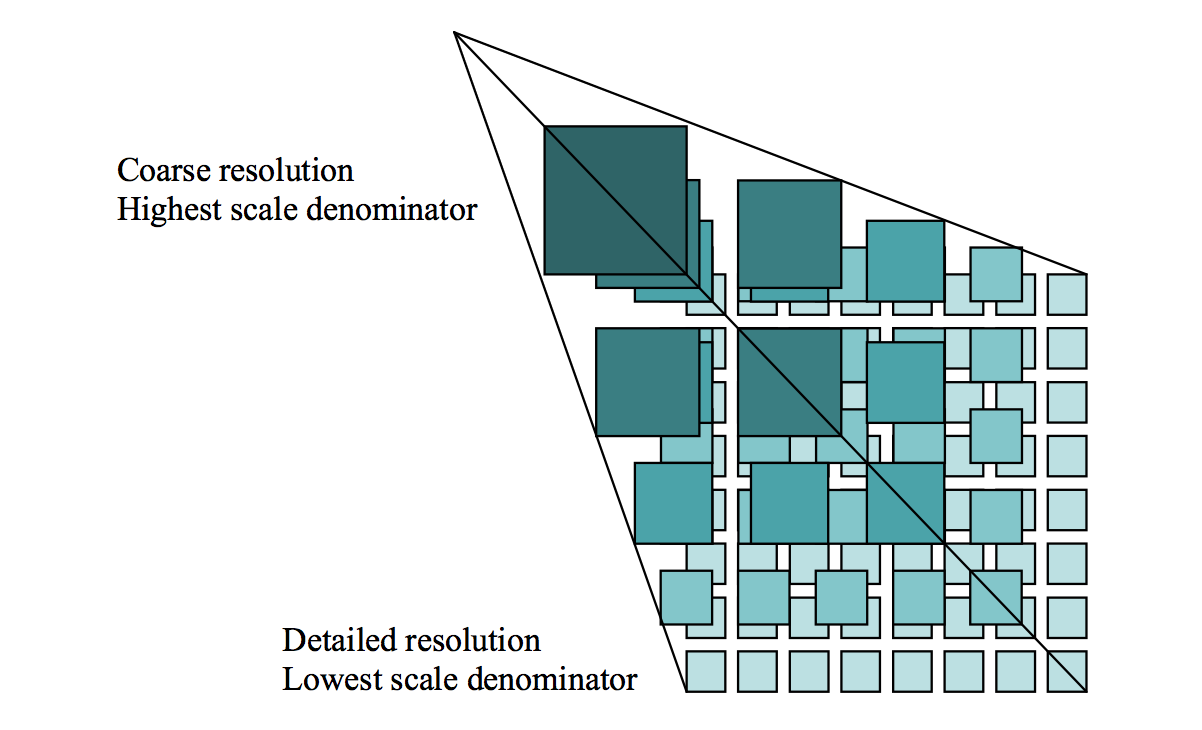 Coarse resolution
Highest scale denominator
Detailed resolution
Lowest scale denominator